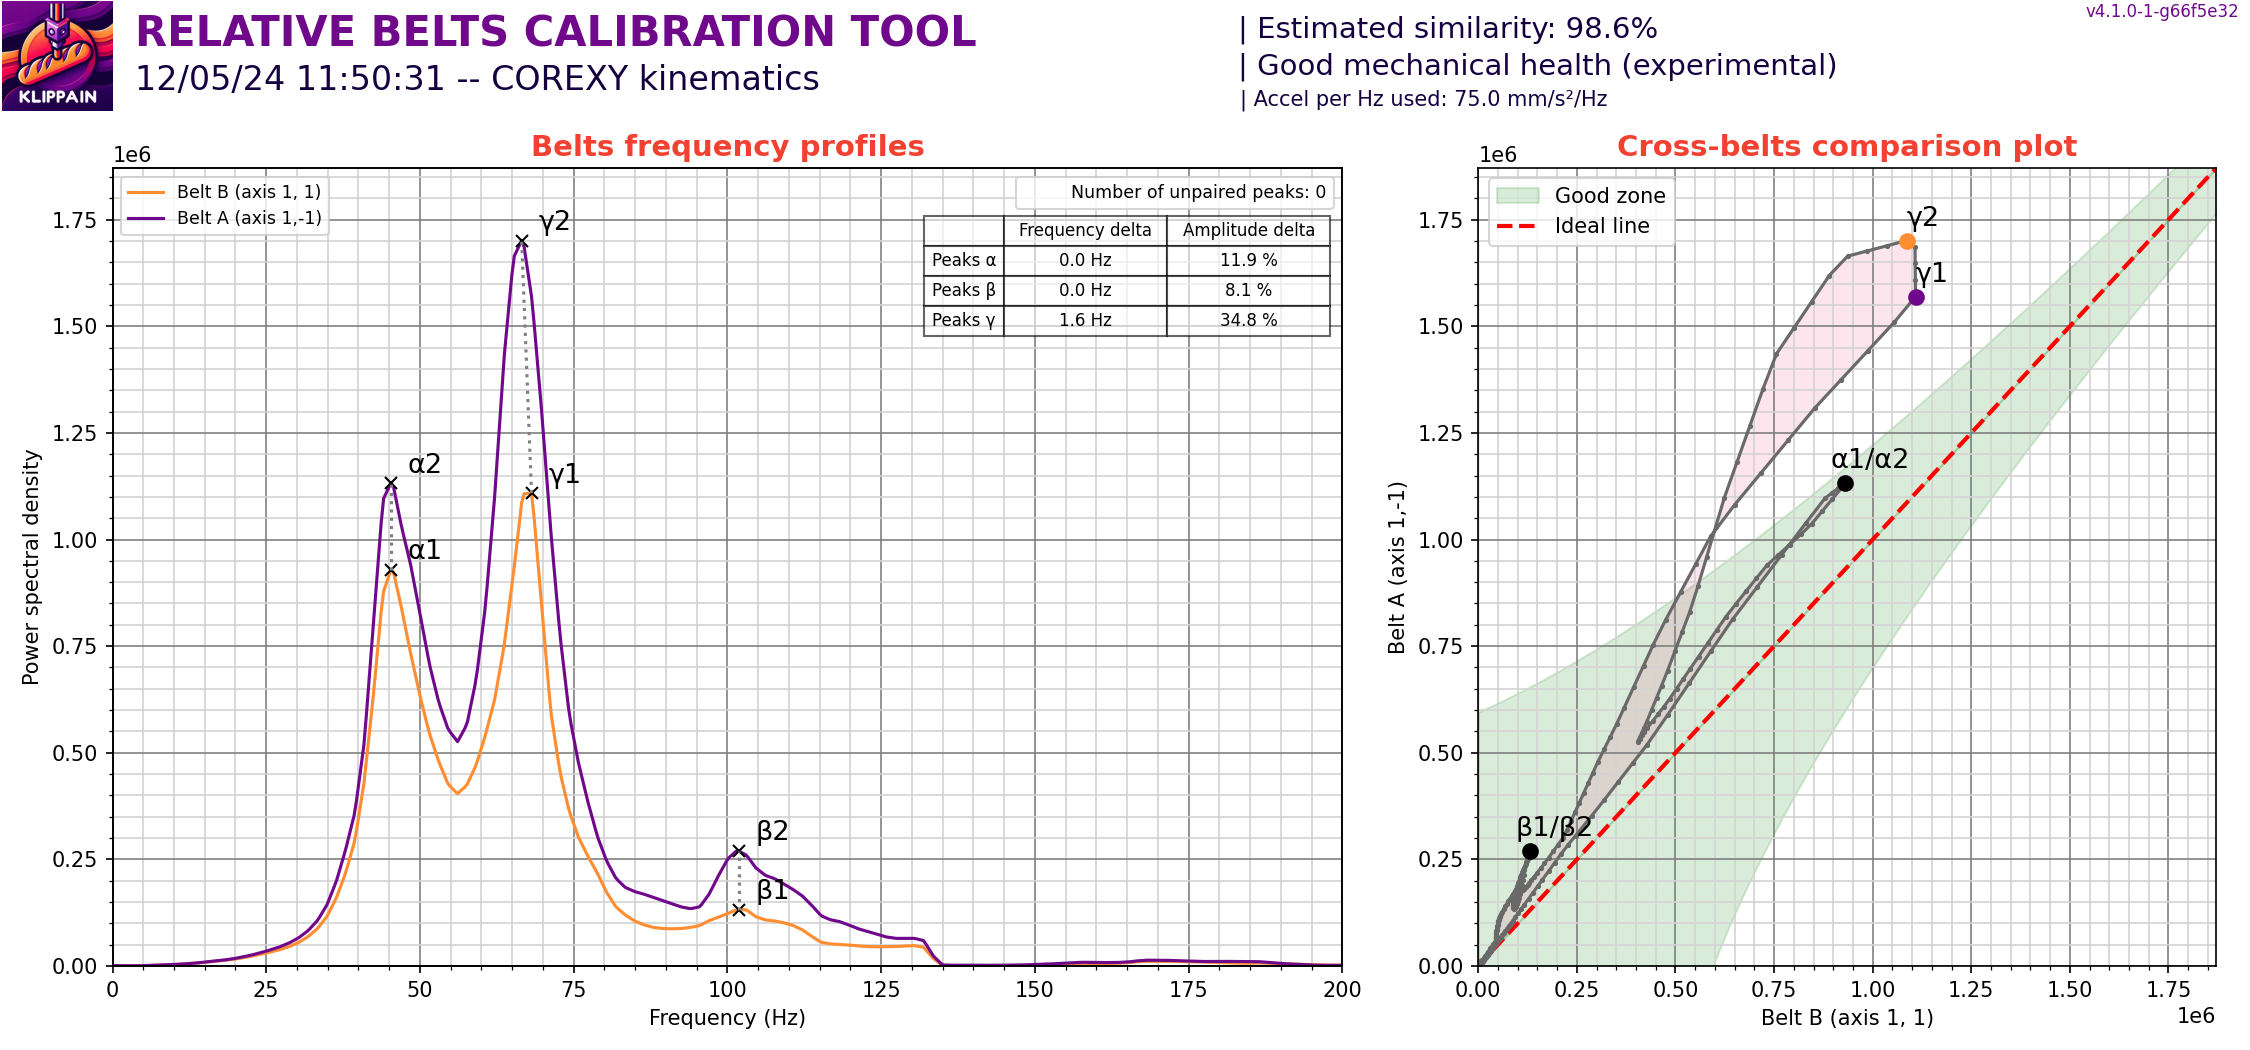 KLIPPAIN
RELATIVE BELTS CALIBRATION TOOL
12/05/24 11:50:31 -- COREXY kinematics
| Estimated similarity: 98.6%
| Good mechanical health (experimental)
| Accel per Hz used: 75.0 mm/s²/Hz
v4.1.0-1-g66f5e32
Belts frequency profiles
1e6
Belt B (axis 1, 1)
Belt A (axis 1,-1)
Number of unpaired peaks: 0
Frequency delta Amplitude delta
Peaks α 0.0 Hz 11.9 %
Peaks β 0.0 Hz 8.1 %
Peaks γ 1.6 Hz 34.8 %
γ2
γ1
α2
α1
β2
β1
1.75
1.50
1.25
1.00
0.75
0.50
0.25
0.00
Power spectral density
0 25 50 75 100 125 150 175 200
Frequency (Hz)
Cross-belts comparison plot
1e6
Good zone
Ideal line
γ2
γ1
α1/α2
β1/β2
1.75
1.50
1.25
1.00
0.75
0.50
0.25
0.00
Belt A (axis 1,-1)
0.00 0.25 0.50 0.75 1.00 1.25 1.50 1.75
Belt B (axis 1, 1)
1e6